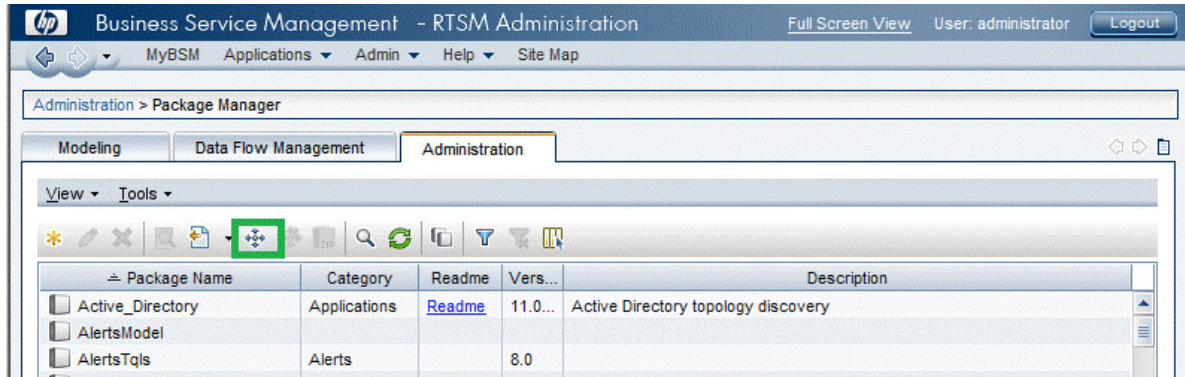 hp Business Service Management - RTSM Administration Full Screen View User: administrator Logout
MyBSM Applications Admin Help Site Map
Administration > Package Manager
Modeling Data Flow Management Administration
View Tools
Package Name Category Readme Vers... Description
Active_Directory Applications Readme 11.0... Active Directory topology discovery
AlertsModel
AlertsTqls Alerts 8.0